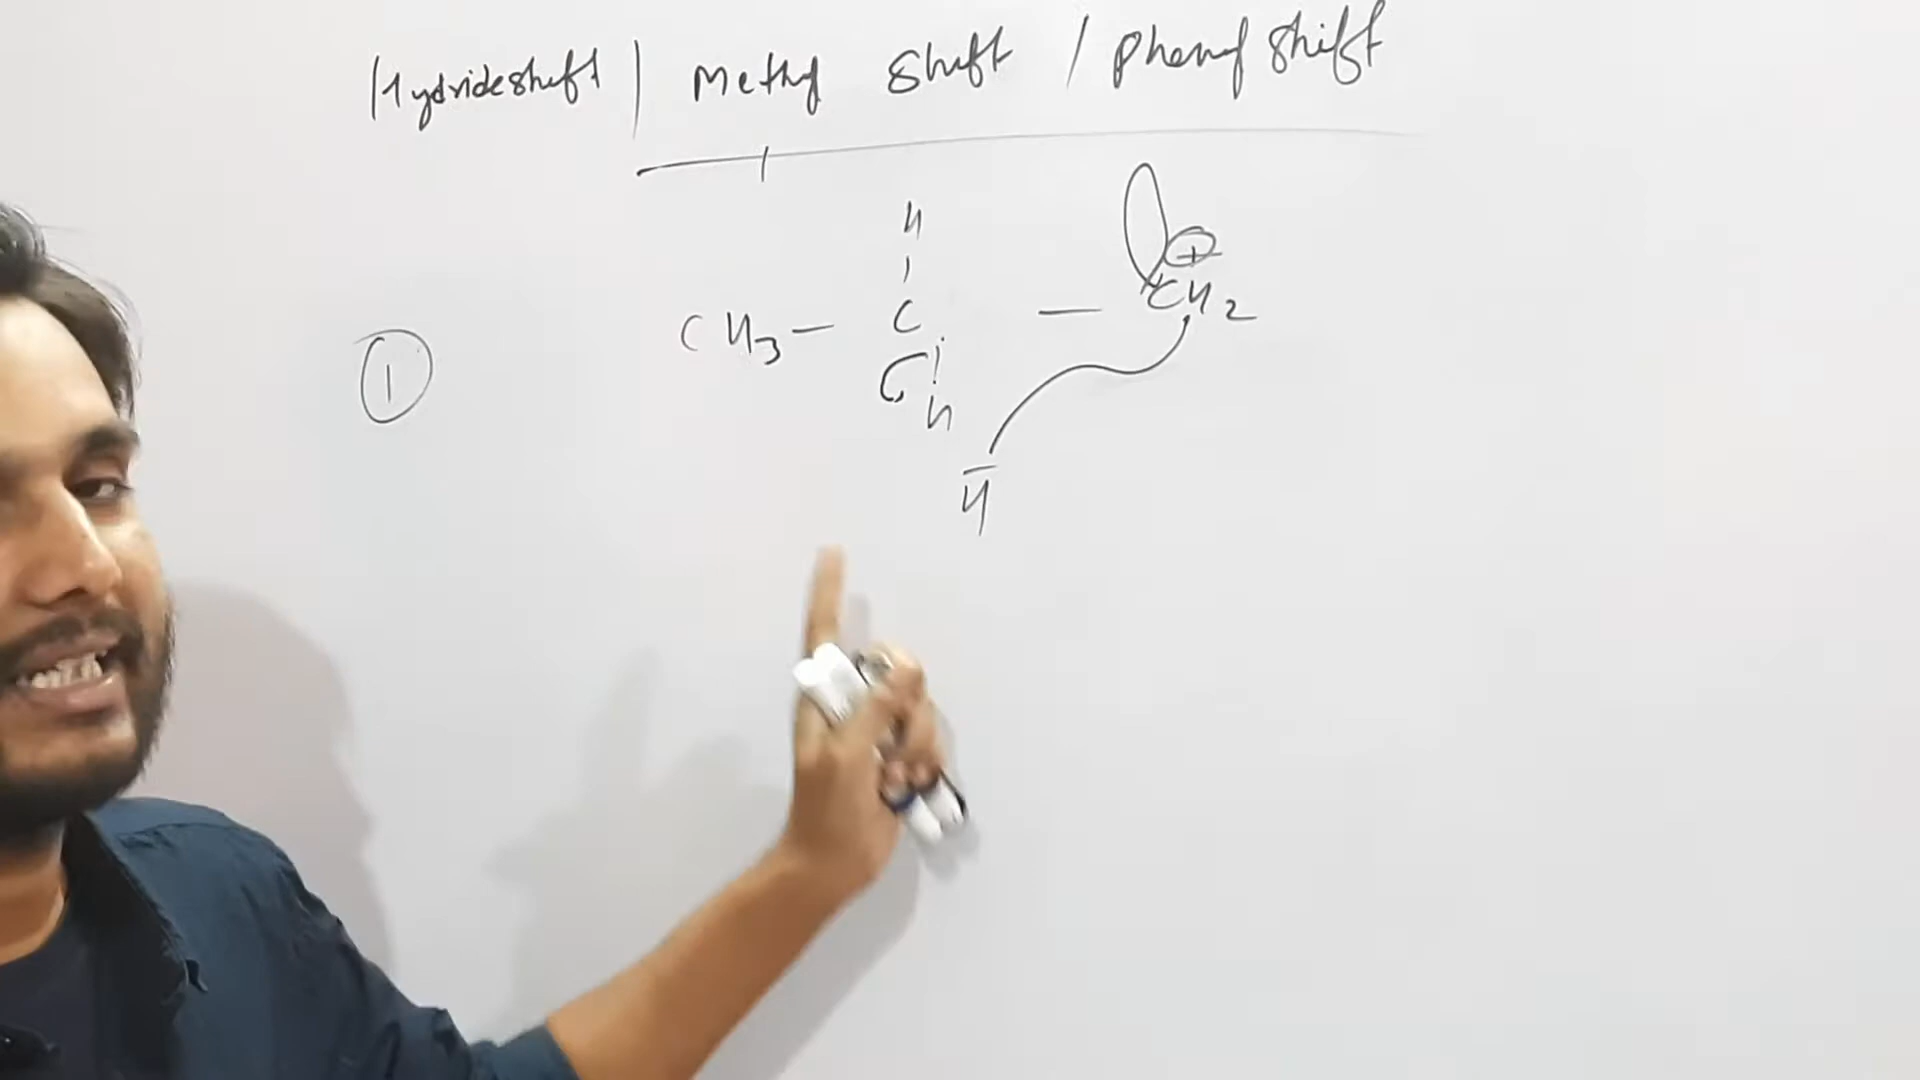 Hydride shift | Methyl shift / Phenyl shift
H
|
① CH3 — C — CH2
⊕
H
H